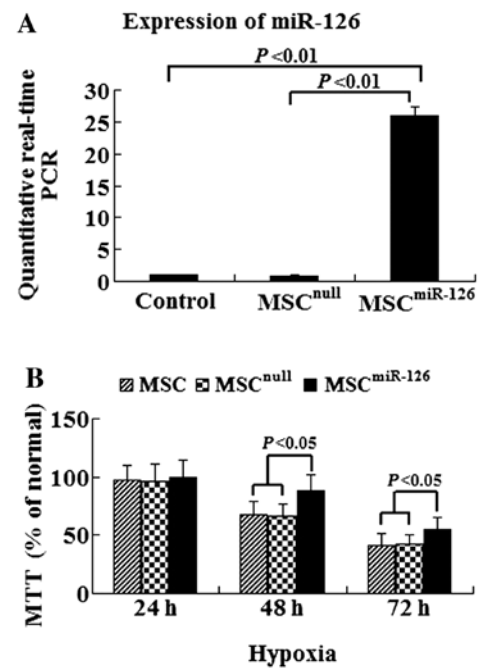 A
Expression of miR-126
P<0.01
P<0.01
Quantitative real-time
PCR
30
25
20
15
10
5
0
Control
MSCnull
MSCmiR-126
B
MSC
MSCnull
MSCmiR-126
MTT (% of normal)
150
100
50
0
P<0.05
P<0.05
24 h
48 h
72 h
Hypoxia